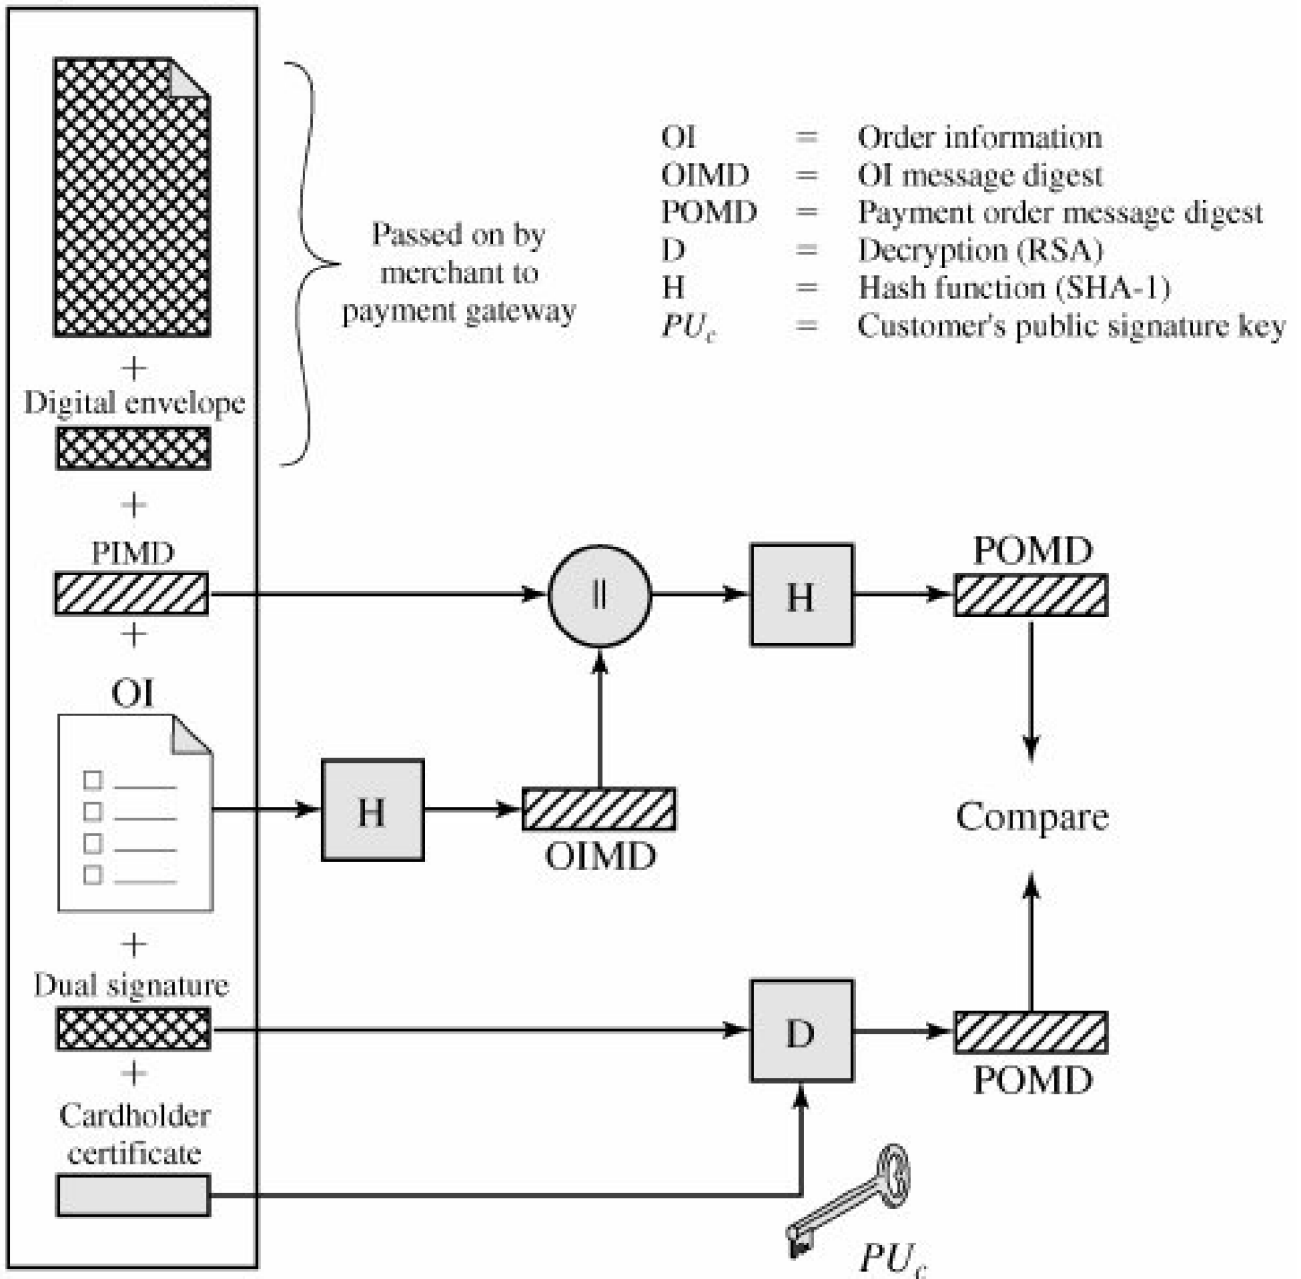 OI = Order information
OIMD = OI message digest
POMD = Payment order message digest
D = Decryption (RSA)
H = Hash function (SHA-1)
PUc = Customer's public signature key
Passed on by
merchant to
payment gateway
+
Digital envelope
+
PIMD
+
OI
+
Dual signature
+
Cardholder
certificate
||
H
POMD
H
OIMD
Compare
D
POMD
PUc